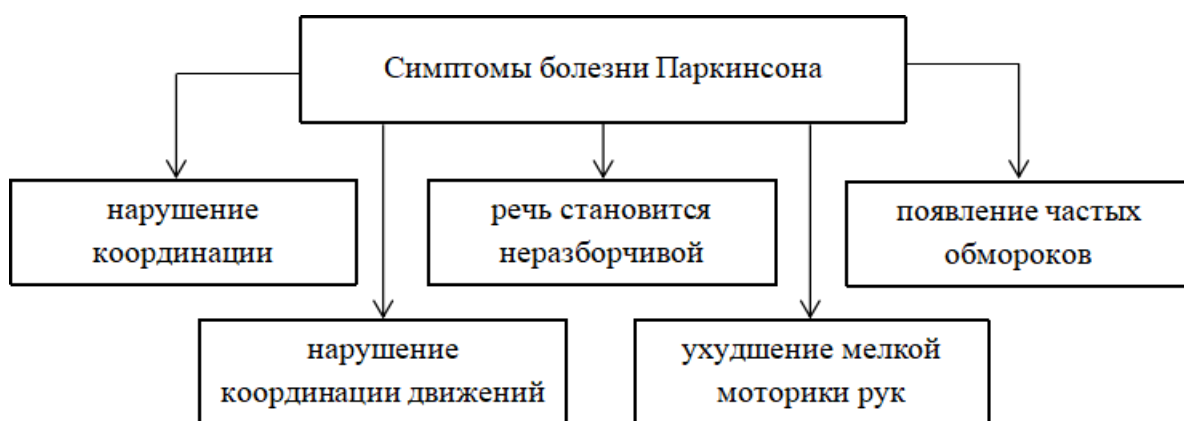 Симптомы болезни Паркинсона
нарушение
координации
речь становится
неразборчивой
появление частых
обмороков
нарушение
координации движений
ухудшение мелкой
моторики рук